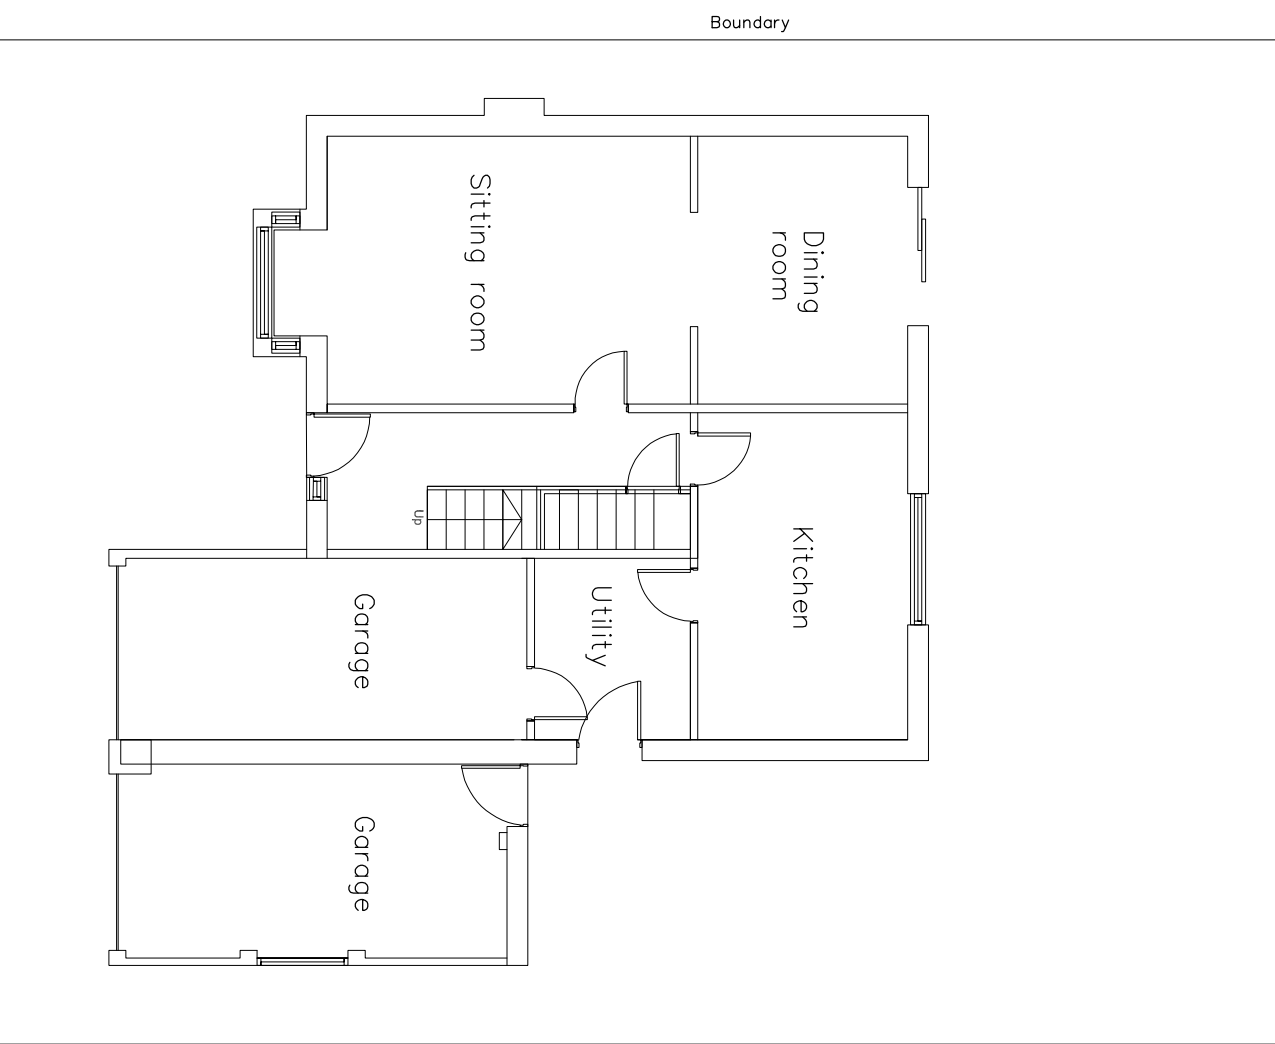 Boundary
Sitting room
Dining
room
Up
Kitchen
Utility
Garage
Garage